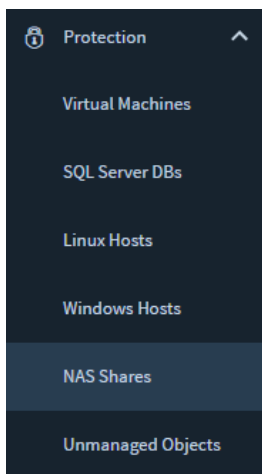 Protection
Virtual Machines
SQL Server DBs
Linux Hosts
Windows Hosts
NAS Shares
Unmanaged Objects